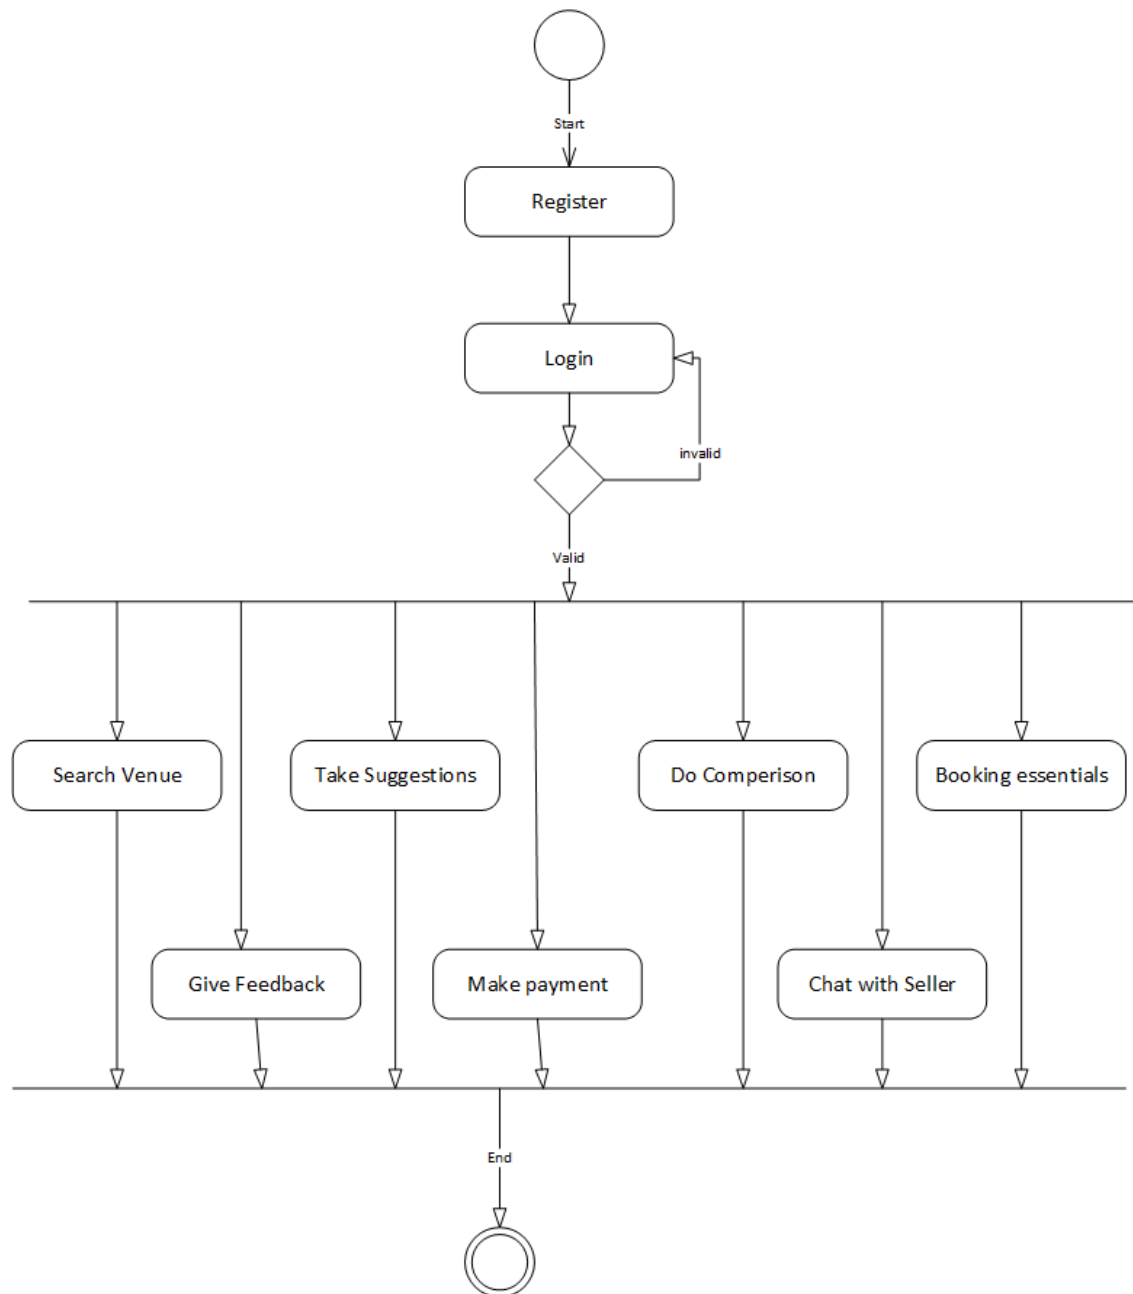 Start
Register
Login
invalid
Valid
Search Venue
Take Suggestions
Do Comperison
Booking essentials
Give Feedback
Make payment
Chat with Seller
End